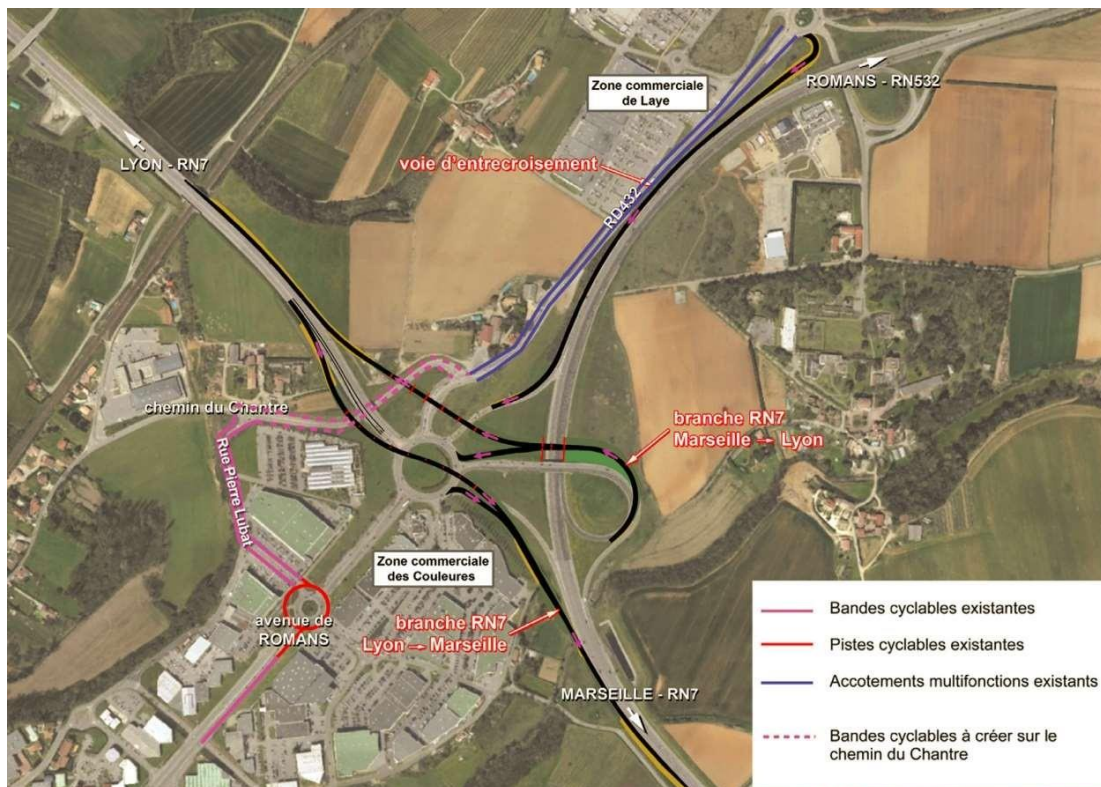 Zone commerciale
de Laye
ROMANS - RN532
LYON - RN7
voie d'entrecroisement
RD432
chemin du Chantre
branche RN7
Marseille → Lyon
Rue Pierre Lubat
Zone commerciale
des Couleures
avenue de
ROMANS
branche RN7
Lyon → Marseille
MARSEILLE - RN7
Bandes cyclables existantes
Pistes cyclables existantes
Accotements multifonctions existants
Bandes cyclables à créer sur le
chemin du Chantre